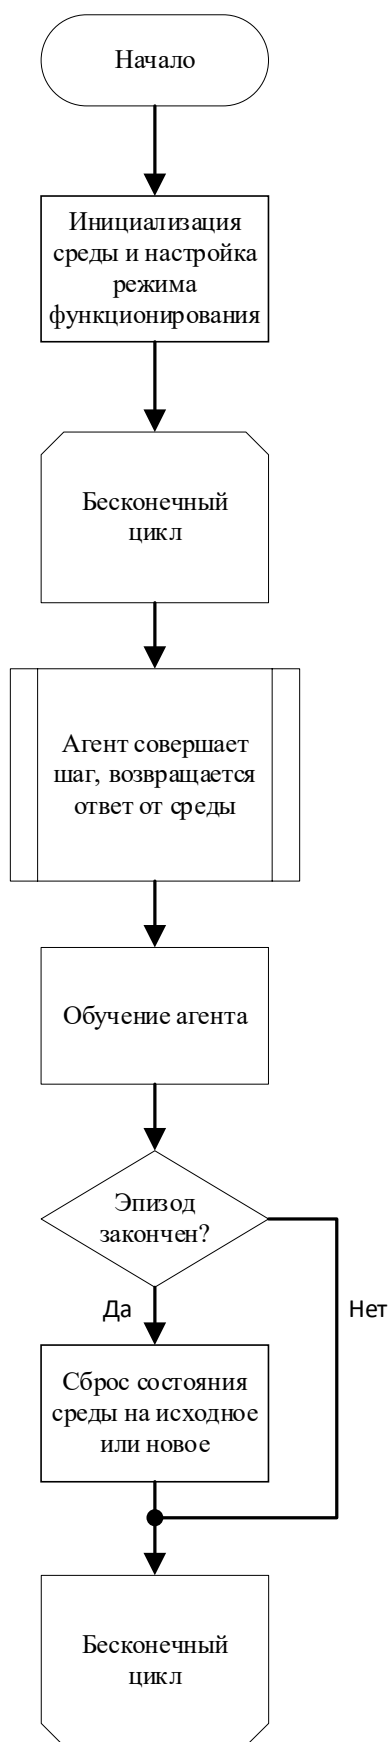 Начало
Инициализация
среды и настройка
режима
функционирования
Бесконечный
цикл
Агент совершает
шаг, возвращается
ответ от среды
Обучение агента
Эпизод
закончен?
Да
Нет
Сброс состояния
среды на исходное
или новое
Бесконечный
цикл